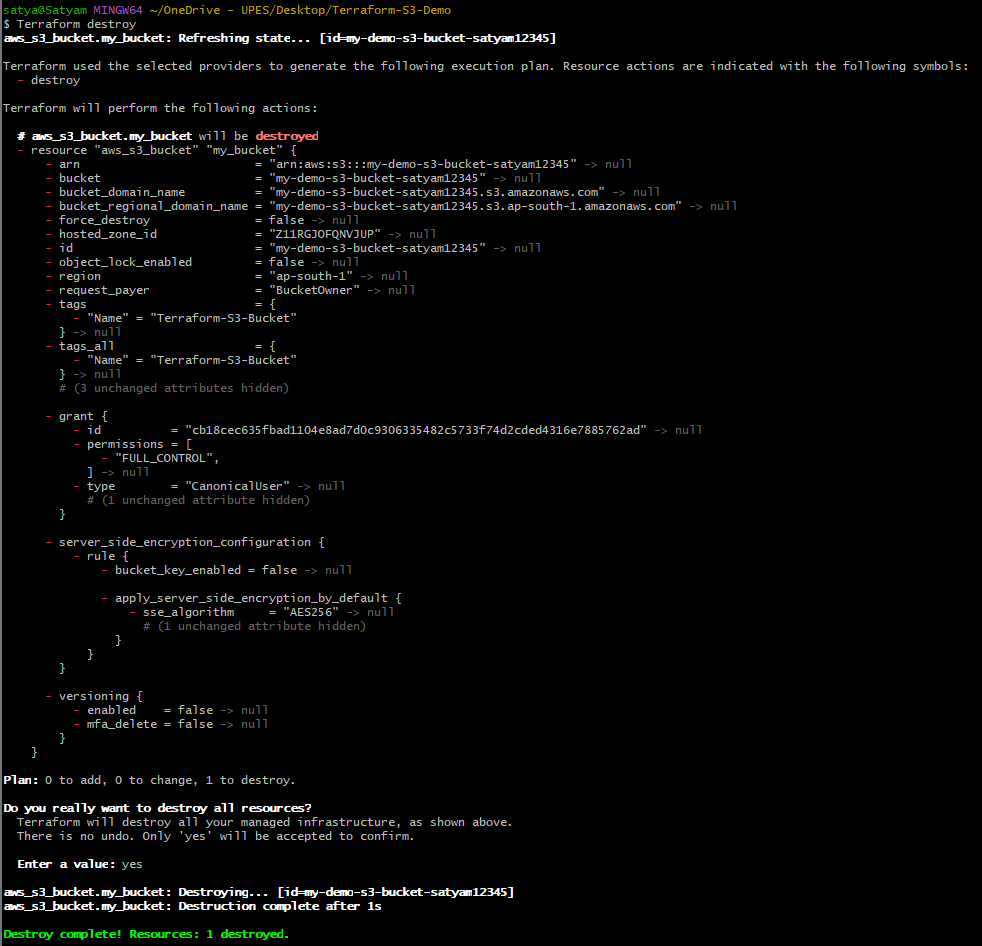 satya@Satyam MINGW64 ~/OneDrive - UPES/Desktop/Terraform-S3-Demo
$ Terraform destroy
aws_s3_bucket.my_bucket: Refreshing state... [id=my-demo-s3-bucket-satyam12345]

Terraform used the selected providers to generate the following execution plan. Resource actions are indicated with the following symbols:
  - destroy

Terraform will perform the following actions:

  # aws_s3_bucket.my_bucket will be destroyed
  - resource "aws_s3_bucket" "my_bucket" {
      - arn                         = "arn:aws:s3:::my-demo-s3-bucket-satyam12345" -> null
      - bucket                      = "my-demo-s3-bucket-satyam12345" -> null
      - bucket_domain_name          = "my-demo-s3-bucket-satyam12345.s3.amazonaws.com" -> null
      - bucket_regional_domain_name = "my-demo-s3-bucket-satyam12345.s3.ap-south-1.amazonaws.com" -> null
      - force_destroy               = false -> null
      - hosted_zone_id              = "Z11RGJOFQNVJUP" -> null
      - id                          = "my-demo-s3-bucket-satyam12345" -> null
      - object_lock_enabled         = false -> null
      - region                      = "ap-south-1" -> null
      - request_payer               = "BucketOwner" -> null
      - tags                        = {
          - "Name" = "Terraform-S3-Bucket"
        } -> null
      - tags_all                    = {
          - "Name" = "Terraform-S3-Bucket"
        } -> null
        # (3 unchanged attributes hidden)

      - grant {
          - id          = "cb18cec635fbad1104e8ad7d0c9306335482c5733f74d2cded4316e7885762ad" -> null
          - permissions = [
              - "FULL_CONTROL",
            ] -> null
          - type        = "CanonicalUser" -> null
            # (1 unchanged attribute hidden)
        }

      - server_side_encryption_configuration {
          - rule {
              - bucket_key_enabled = false -> null

              - apply_server_side_encryption_by_default {
                  - sse_algorithm     = "AES256" -> null
                    # (1 unchanged attribute hidden)
                }
            }
        }

      - versioning {
          - enabled    = false -> null
          - mfa_delete = false -> null
        }
    }

Plan: 0 to add, 0 to change, 1 to destroy.

Do you really want to destroy all resources?
  Terraform will destroy all your managed infrastructure, as shown above.
  There is no undo. Only 'yes' will be accepted to confirm.

  Enter a value: yes

aws_s3_bucket.my_bucket: Destroying... [id=my-demo-s3-bucket-satyam12345]
aws_s3_bucket.my_bucket: Destruction complete after 1s

Destroy complete! Resources: 1 destroyed.